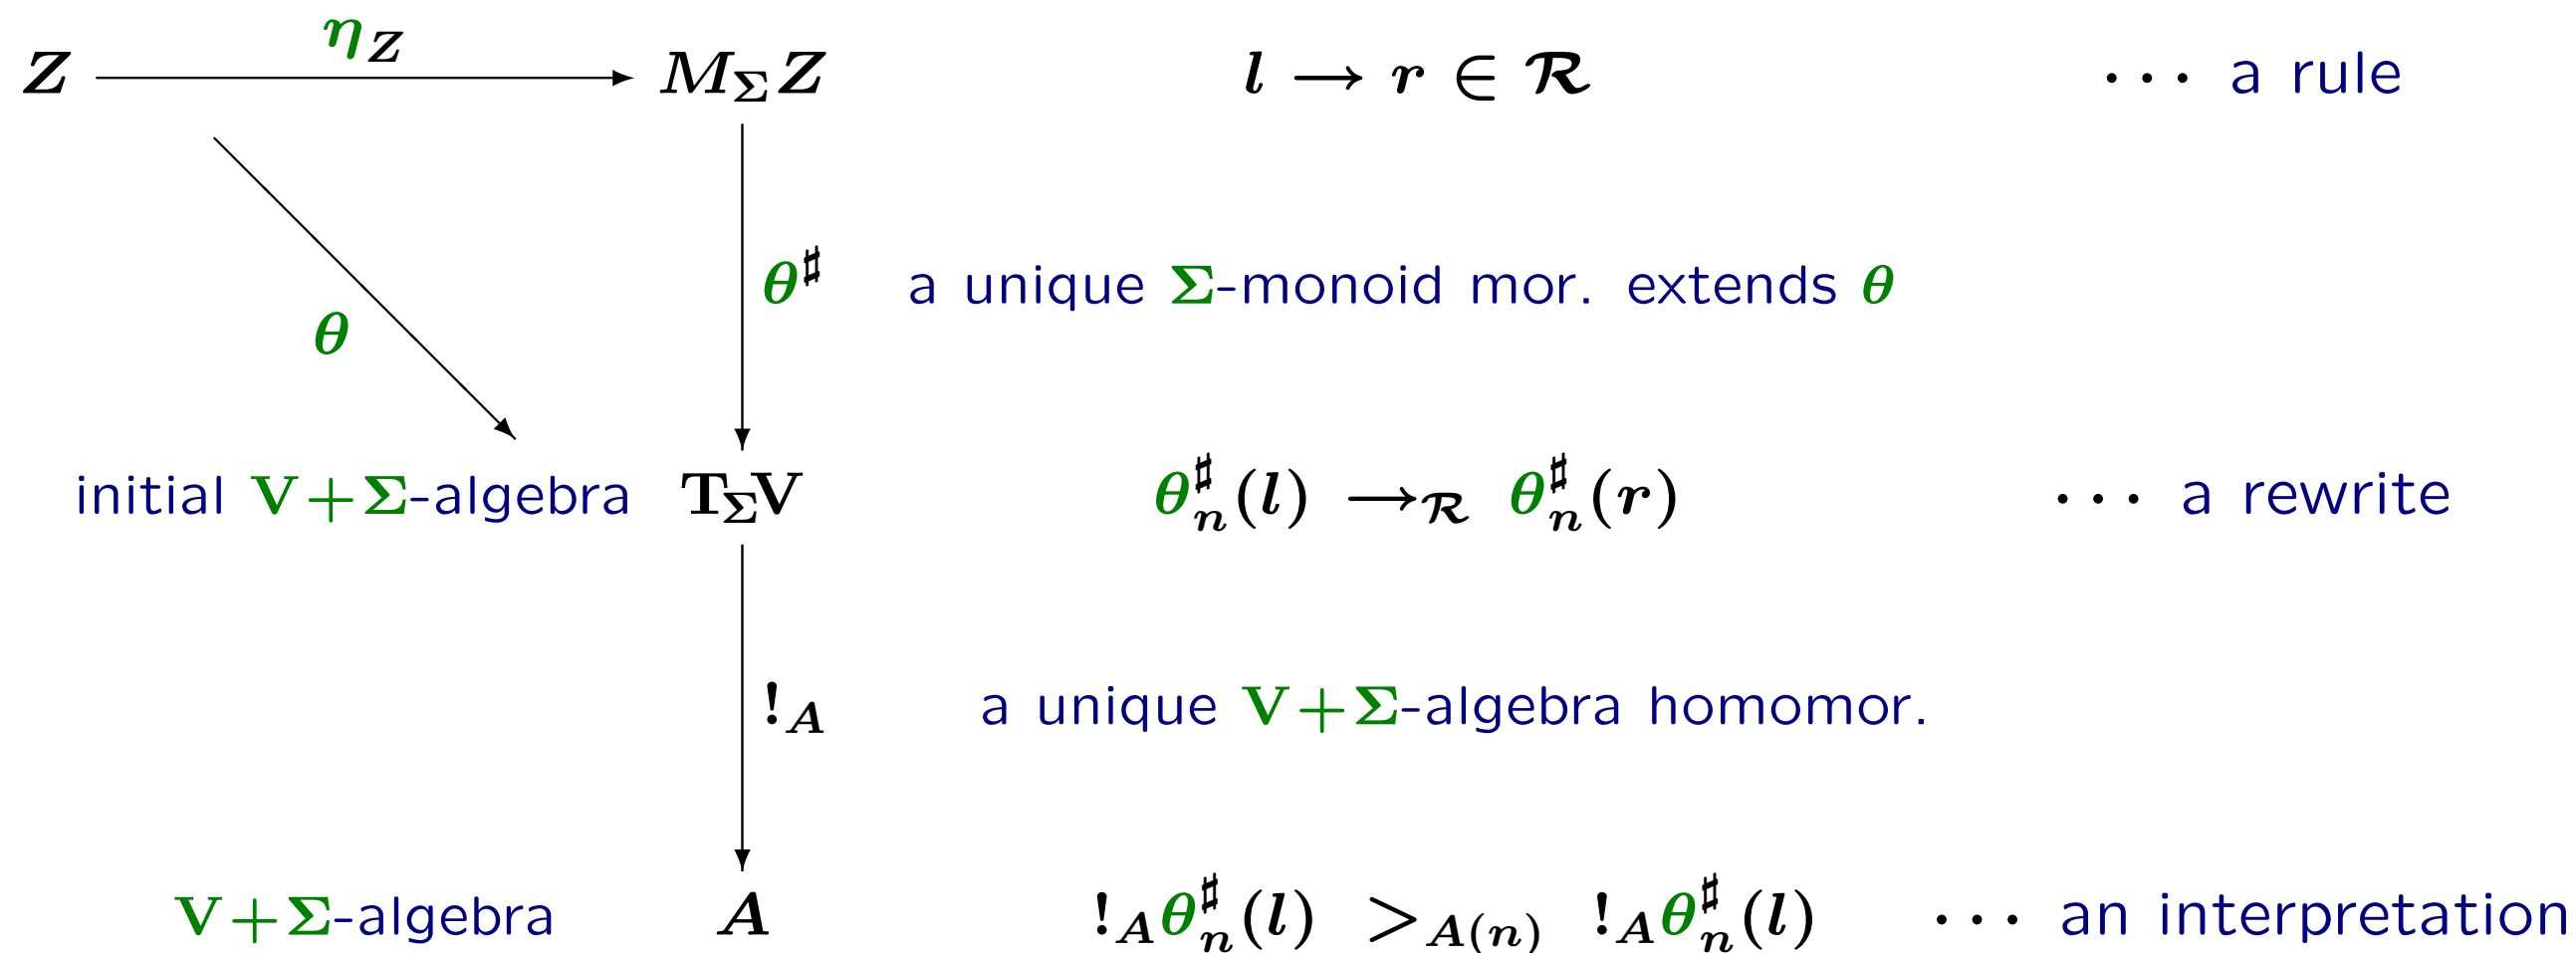 Z η_Z M_Σ Z l → r ∈ ℛ ⋯ a rule
θ^♯ a unique Σ-monoid mor. extends θ
θ
initial V+Σ-algebra T_Σ V θ^♯_n(l) →_ℛ θ^♯_n(r) ⋯ a rewrite
!_A a unique V+Σ-algebra homomor.
V+Σ-algebra A !_A θ^♯_n(l) >_A(n) !_A θ^♯_n(l) ⋯ an interpretation